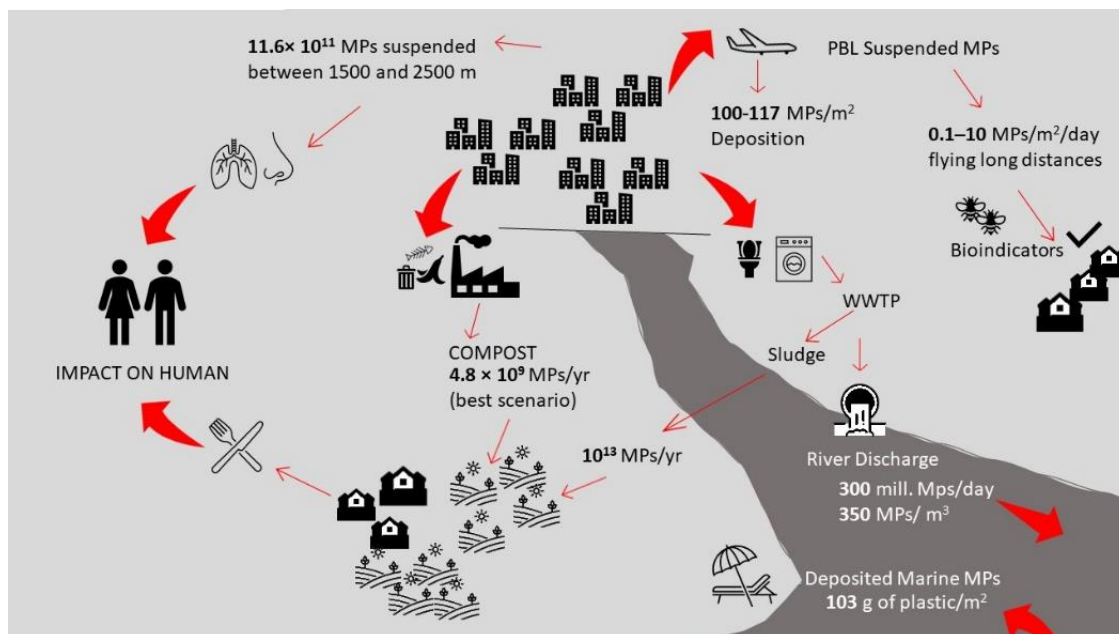 11.6× 10¹¹ MPs suspended
between 1500 and 2500 m
PBL Suspended MPs
100-117 MPs/m²
Deposition
0.1–10 MPs/m²/day
flying long distances
Bioindicators
WWTP
Sludge
IMPACT ON HUMAN
COMPOST
4.8 × 10⁹ MPs/yr
(best scenario)
10¹³ MPs/yr
River Discharge
300 mill. Mps/day
350 MPs/ m³
Deposited Marine MPs
103 g of plastic/m²